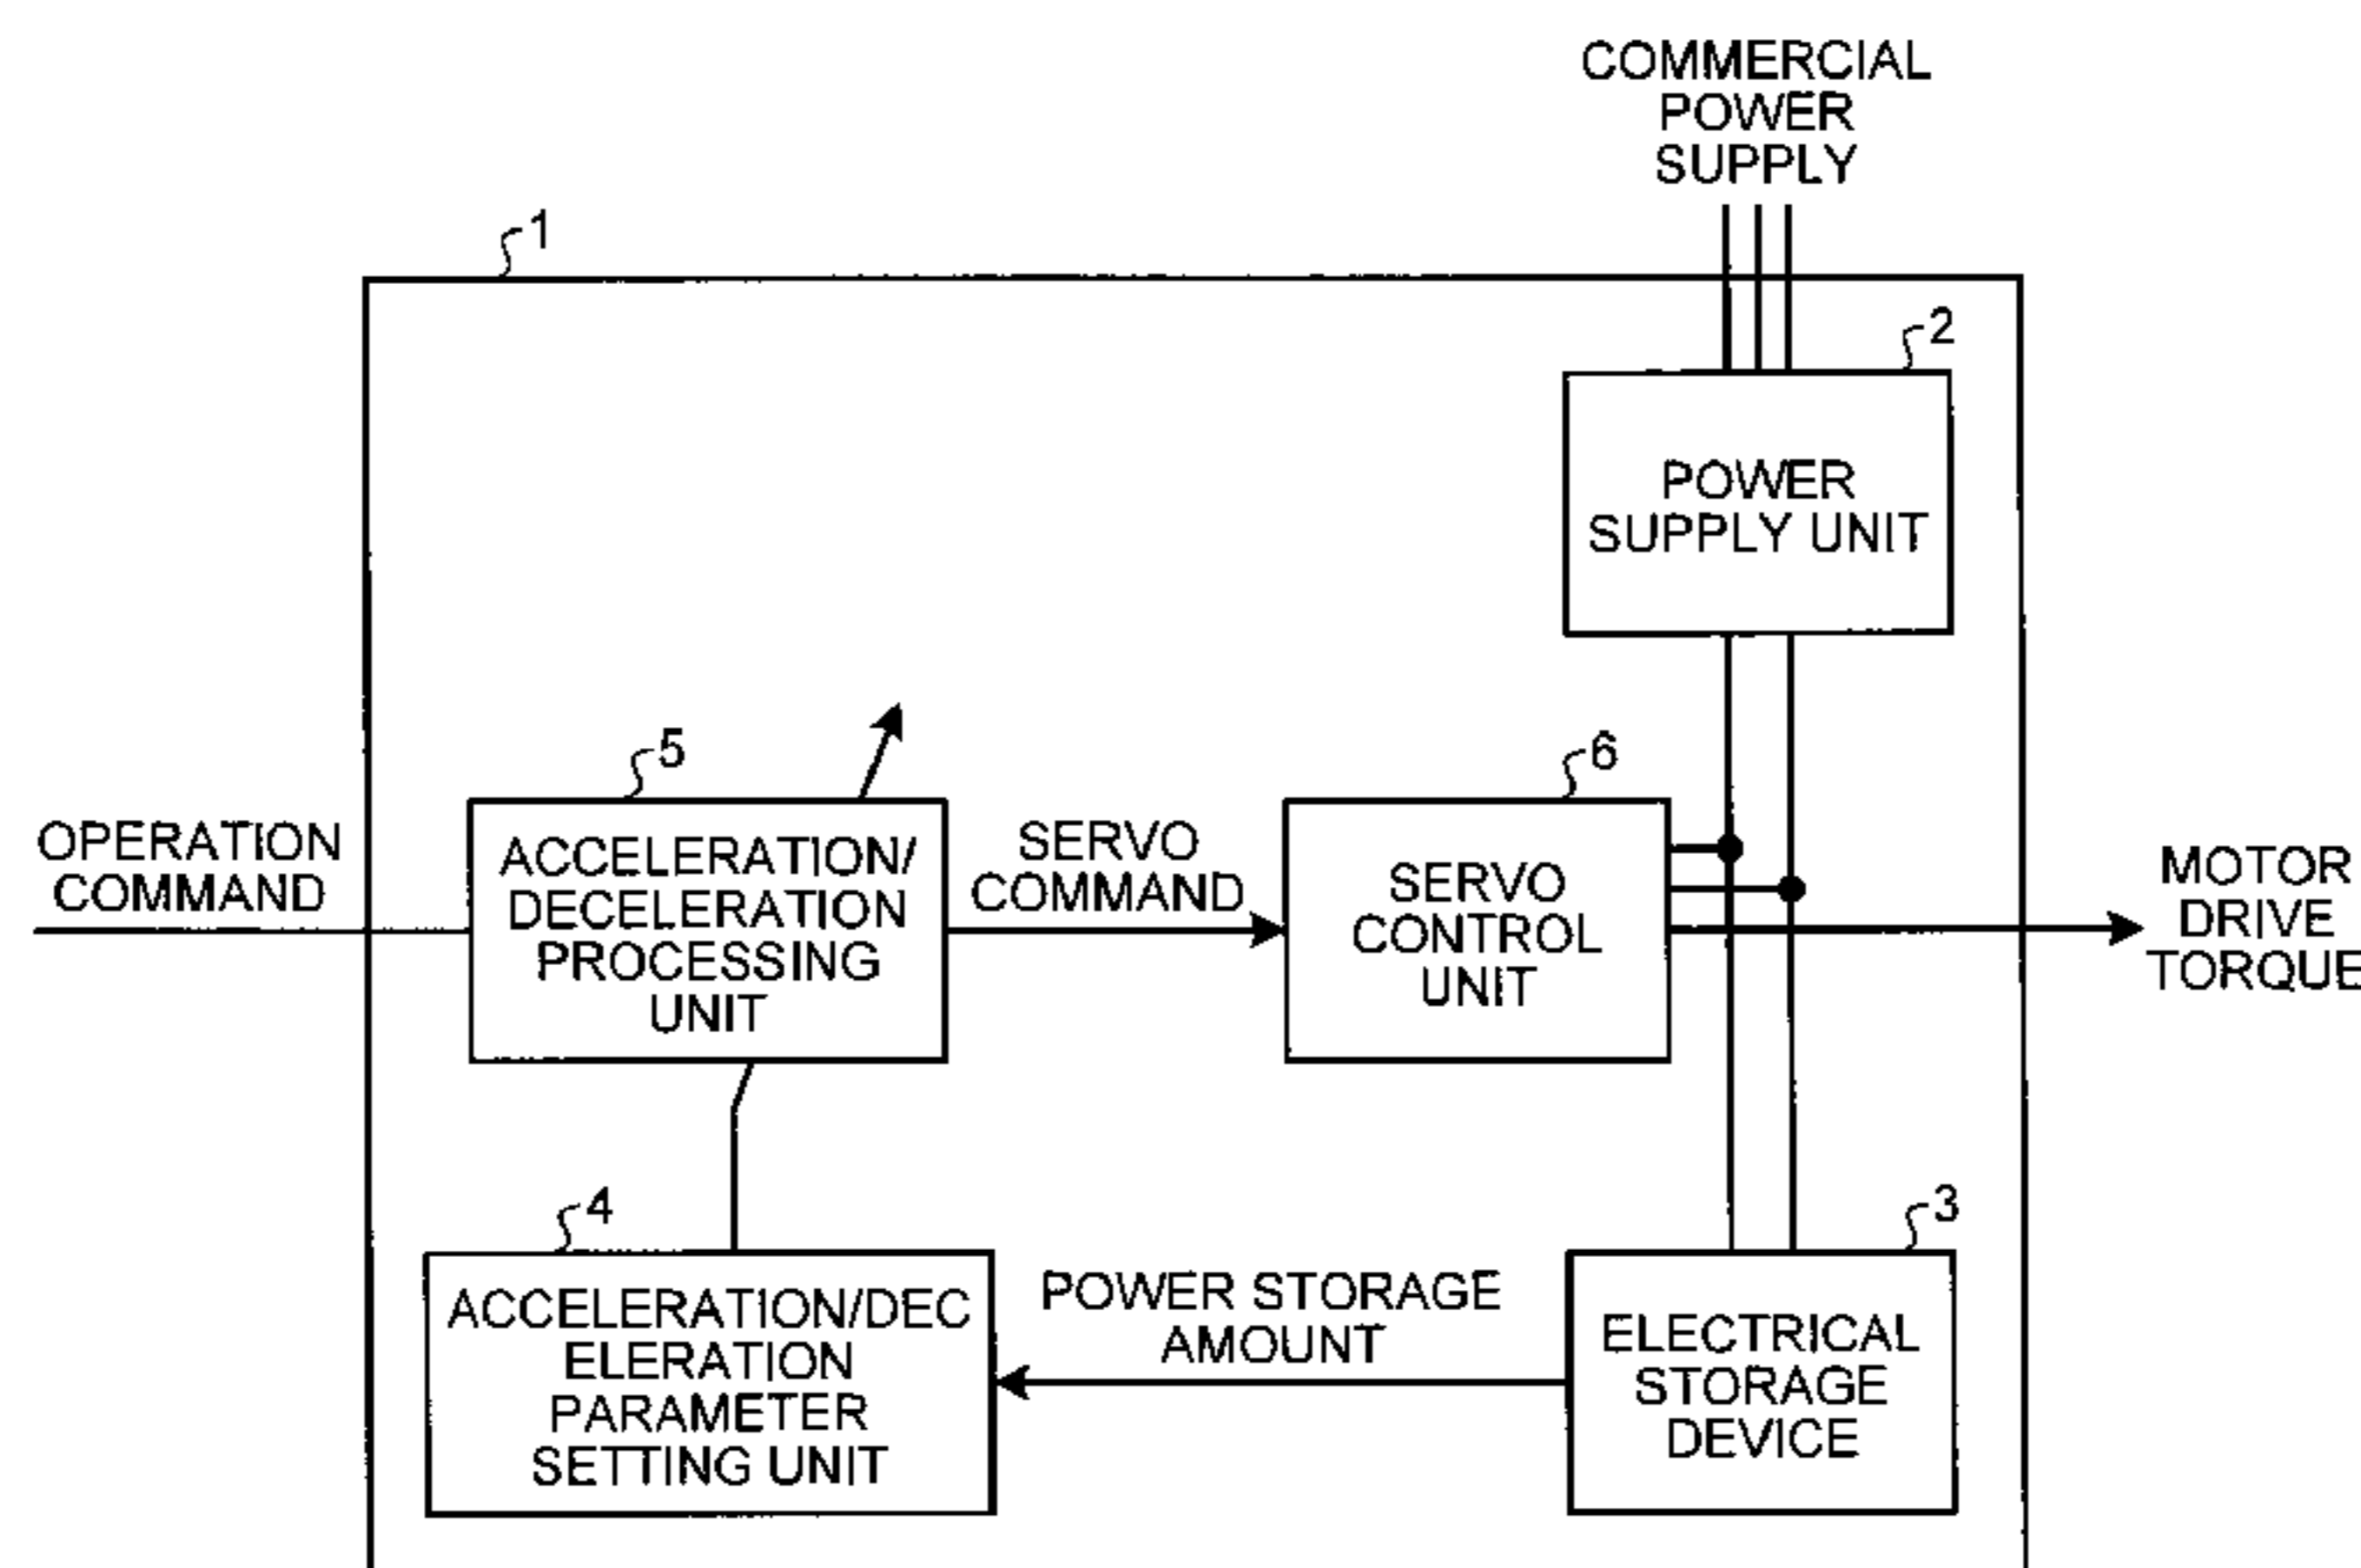 COMMERCIAL
POWER
SUPPLY
1
2
POWER
SUPPLY UNIT
5
6
OPERATION
COMMAND
ACCELERATION/
DECELERATION
PROCESSING
UNIT
SERVO
COMMAND
SERVO
CONTROL
UNIT
MOTOR
DRIVE
TORQUE
4
3
ACCELERATION/DEC
ELERATION
PARAMETER
SETTING UNIT
POWER STORAGE
AMOUNT
ELECTRICAL
STORAGE
DEVICE